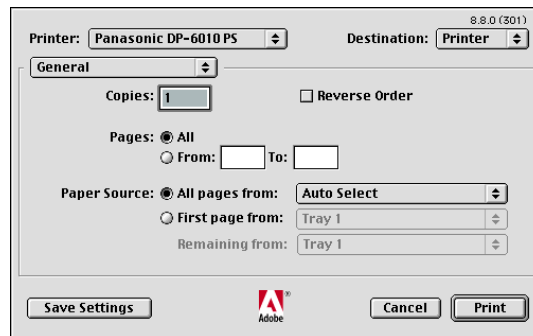 8.8.0 (301)
Printer: Panasonic DP-6010 PS Destination: Printer
General
Copies: 1 Reverse Order
Pages: All
From: To:
Paper Source: All pages from: Auto Select
First page from: Tray 1
Remaining from: Tray 1
Save Settings Adobe® Cancel Print